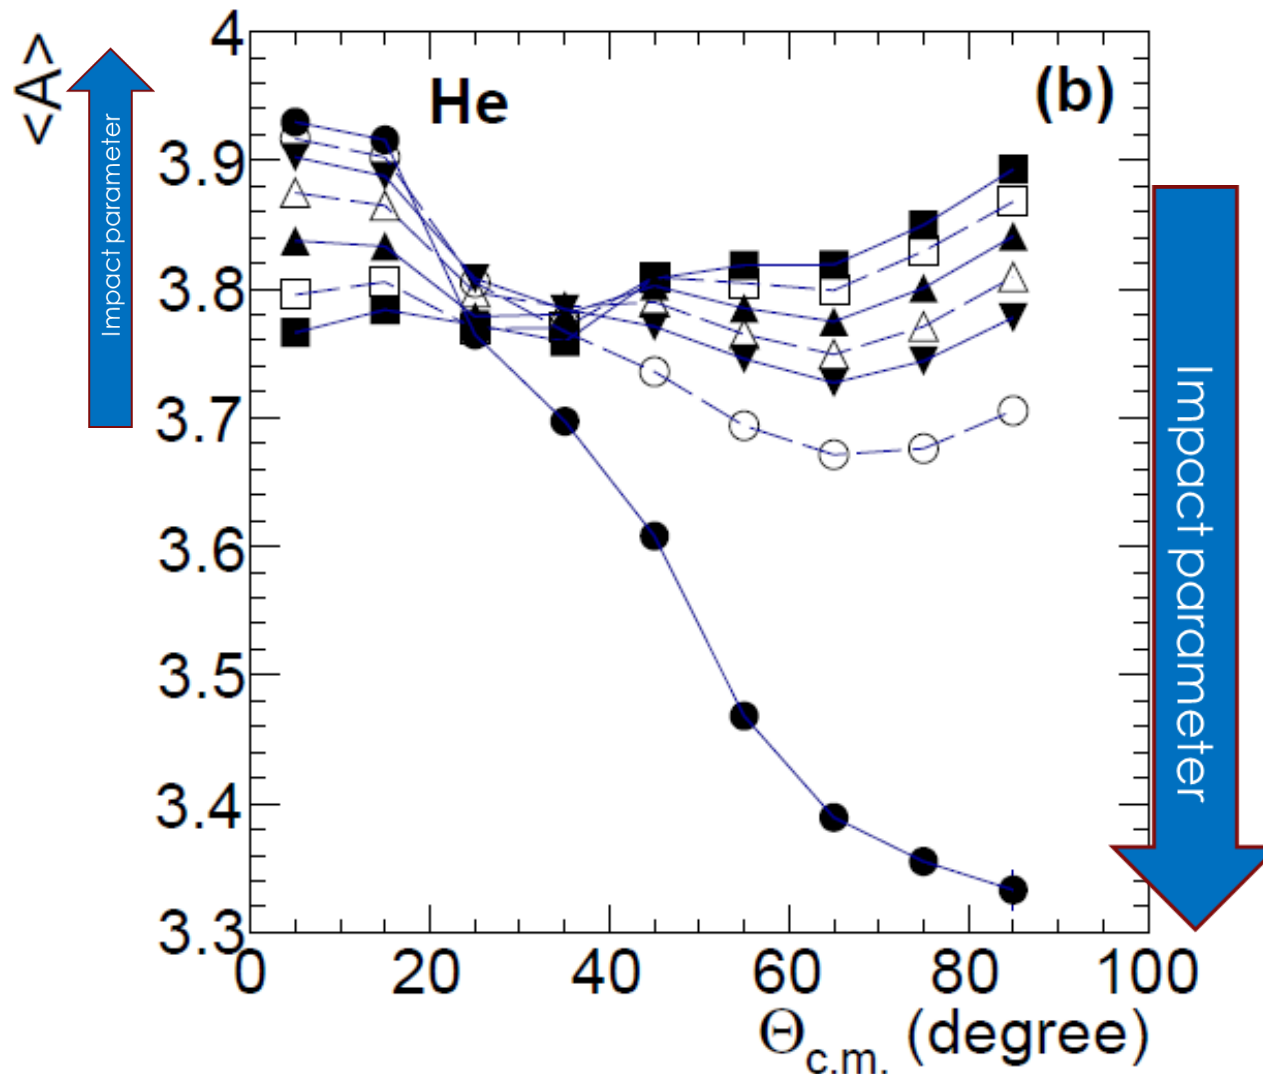 <A>
Impact parameter
4
3.9
3.8
3.7
3.6
3.5
3.4
3.3
He
(b)
Impact parameter
0 20 40 60 80 100
Θc.m. (degree)